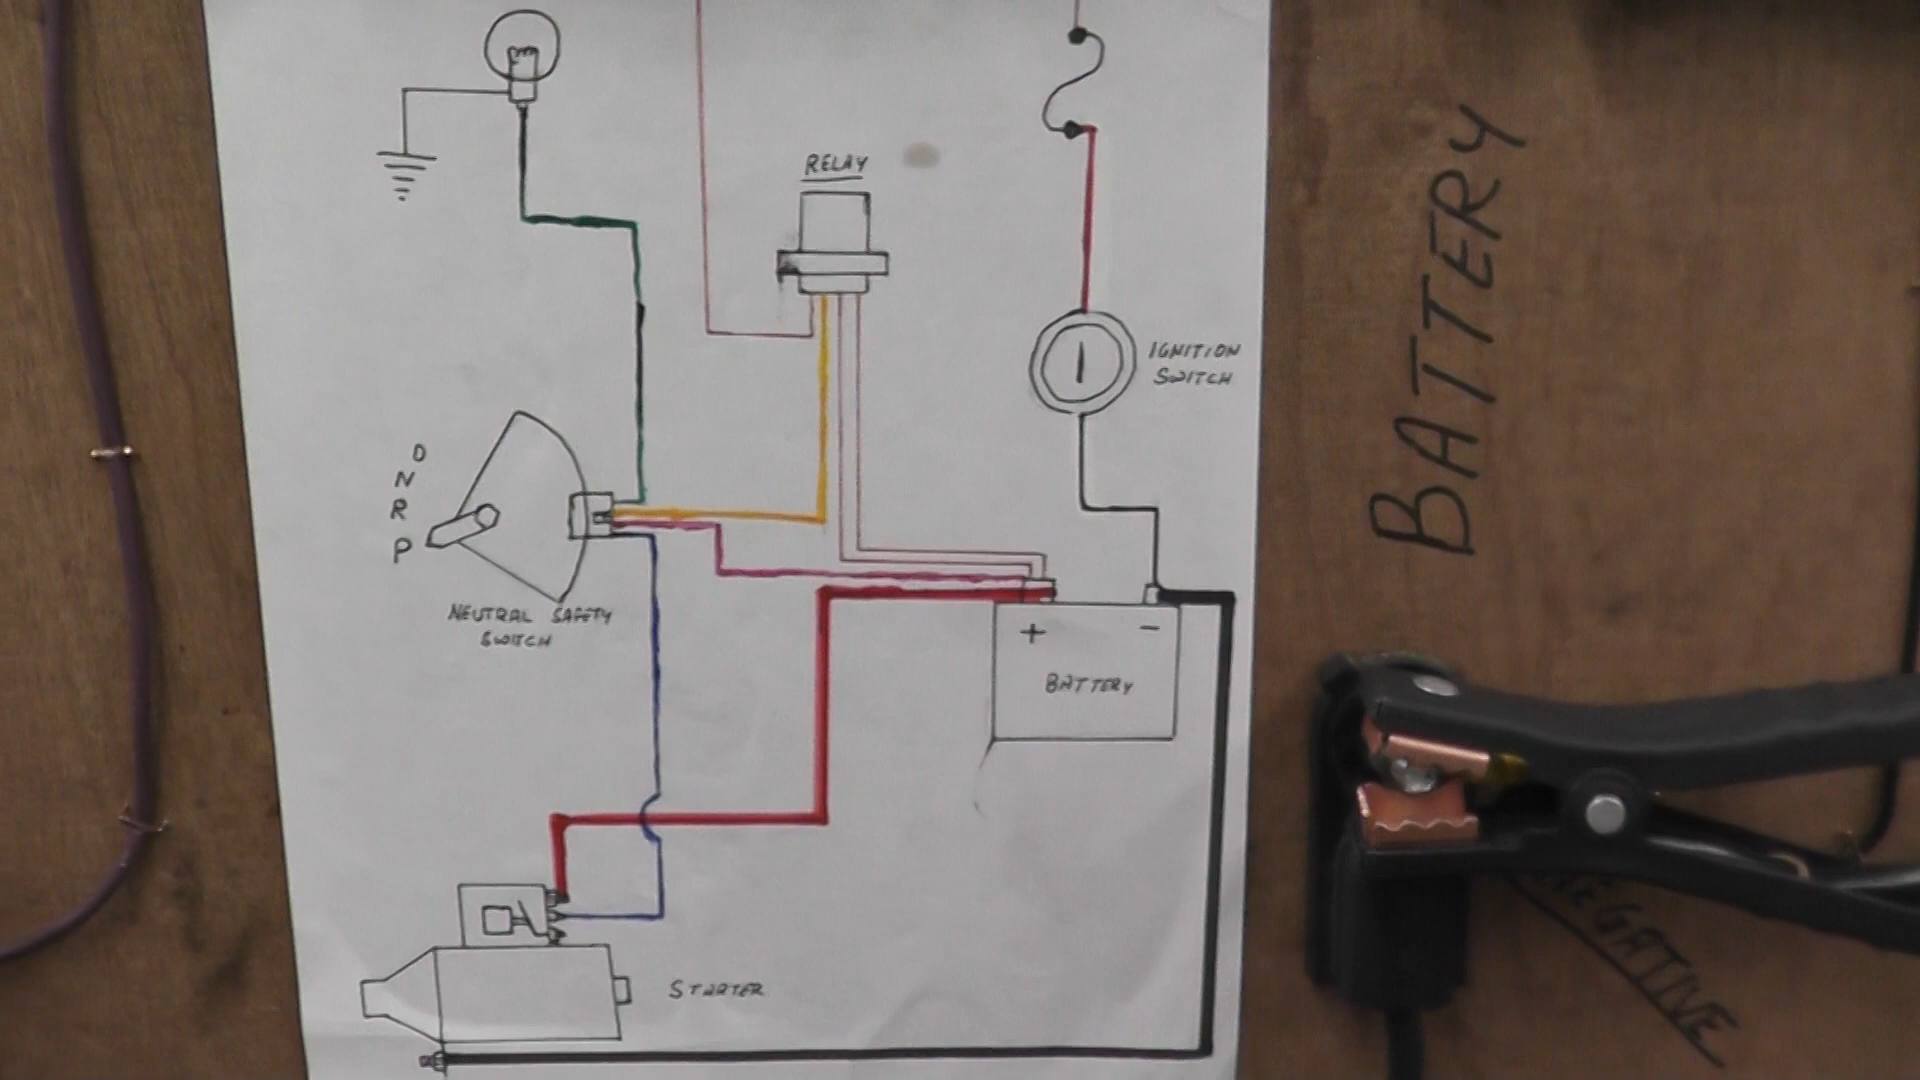 RELAY
IGNITION
SWITCH
D
N
R
P
NEUTRAL SAFETY
SWITCH
+
-
BATTERY
STARTER
BATTERY
NEGATIVE